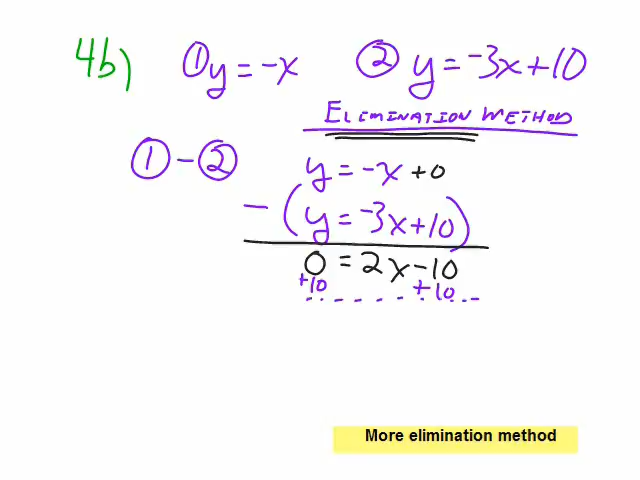 4b) ① y = -x ② y = -3x + 10
ELIMINATION METHOD
① - ② y = -x + 0
- ( y = -3x + 10 )
0 = 2x - 10
+10 +10
More elimination method